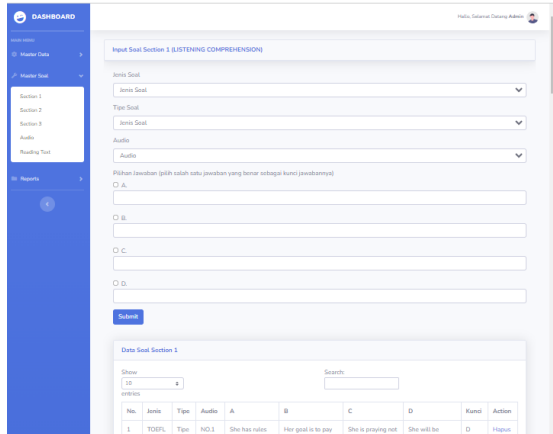 DASHBOARD
Hallo, Selamat Datang Admin
MAIN MENU
Master Data
Master Soal
Section 1
Section 2
Section 3
Audio
Reading Text
Reports
Input Soal Section 1 (LISTENING COMPREHENSION)
Jenis Soal
Jenis Soal
Tipe Soal
Jenis Soal
Audio
Audio
Pilihan Jawaban (pilih salah satu jawaban yang benar sebagai kunci jawabannya)
A.
B.
C.
D.
Submit
Data Soal Section 1
Show
10
entries
Search:
No. Jenis Tipe Audio A B C D Kunci Action
1 TOEFL Tipe NO.1 She has rules Her goal is to pay She is praying not She will be D Hapus